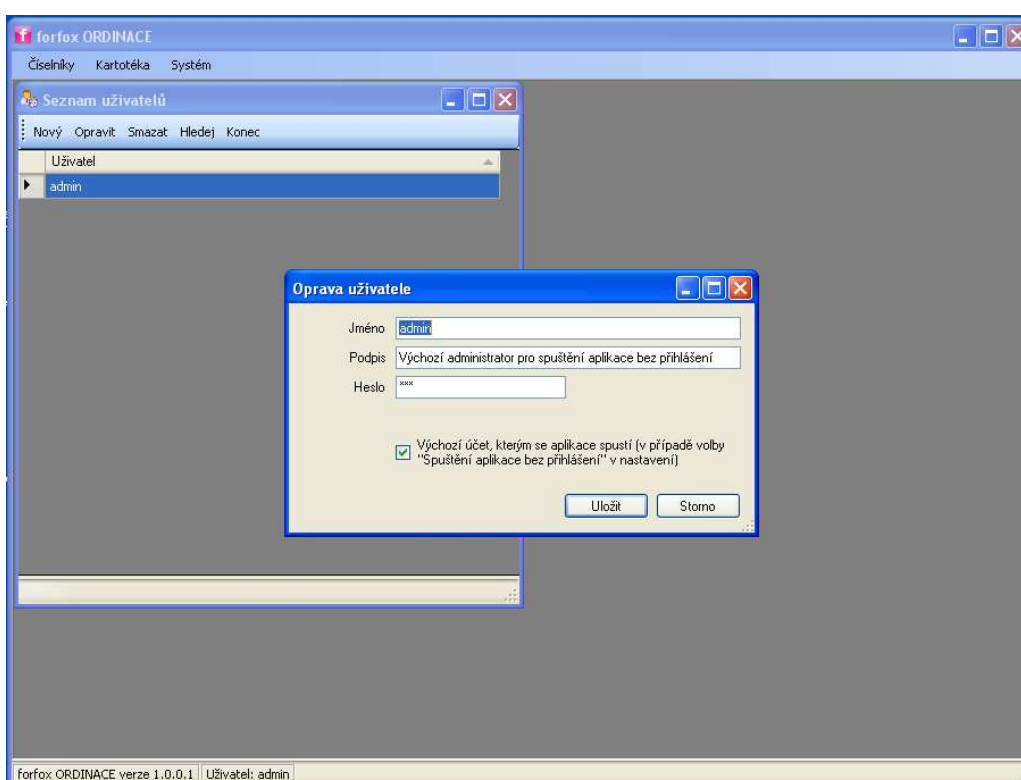 forfox ORDINACE
Číselníky Kartotéka Systém
Seznam uživatelů
Nový Opravit Smazat Hledej Konec
Uživatel
admin
Oprava uživatele
Jméno admin
Podpis Výchozí administrator pro spuštění aplikace bez přihlášení
Heslo ***
Výchozí účet, kterým se aplikace spustí (v případě volby
"Spuštění aplikace bez přihlášení" v nastavení)
Uložit Storno
forfox ORDINACE verze 1.0.0.1 Uživatel: admin